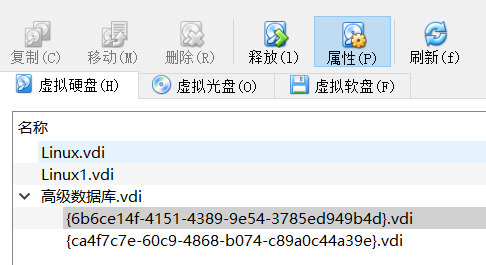 复制(C) 移动(M) 删除(R) 释放(l) 属性(P) 刷新(f)
虚拟硬盘(H) 虚拟光盘(O) 虚拟软盘(F)
名称
Linux.vdi
Linux1.vdi
高级数据库.vdi
{6b6ce14f-4151-4389-9e54-3785ed949b4d}.vdi
{ca4f7c7e-60c9-4868-b074-c89a0c44a39e}.vdi